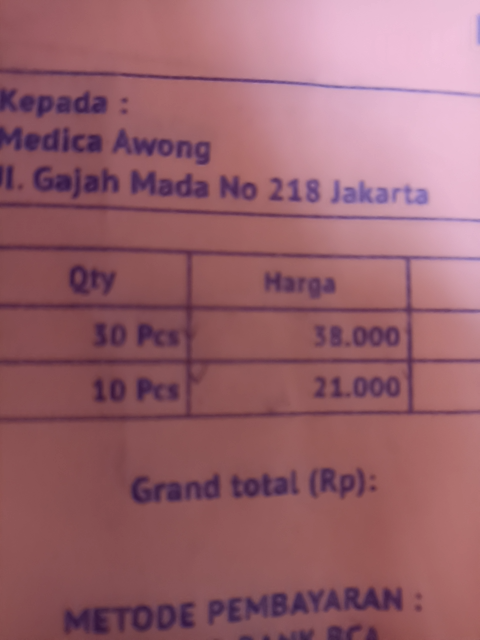 Kepada :
Medica Awong
Jl. Gajah Mada No 218 Jakarta
Qty Harga
30 Pcs 38.000
10 Pcs 21.000
Grand total (Rp):
METODE PEMBAYARAN :
BANK BCA